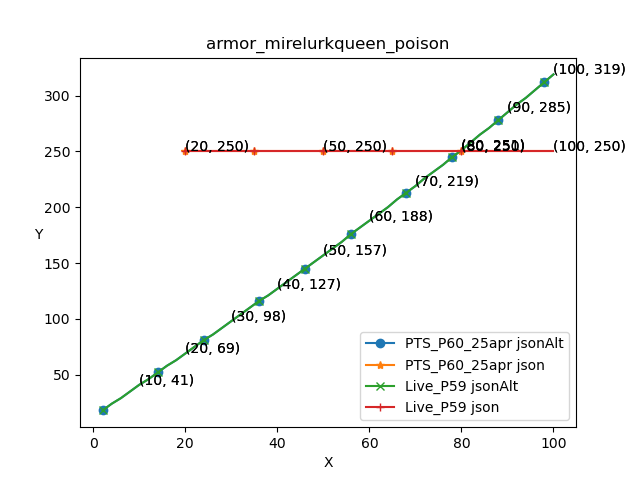 armor_mirelurkqueen_poison
(100, 319)
300
(90, 285)
250
(20, 250)
(50, 250)
(80, 251)
(100, 250)
(70, 219)
Y
200
(60, 188)
(50, 157)
150
(40, 127)
100
(30, 98)
(20, 69)
50
(10, 41)
PTS_P60_25apr jsonAlt
PTS_P60_25apr json
Live_P59 jsonAlt
Live_P59 json
0 20 40 60 80 100
X